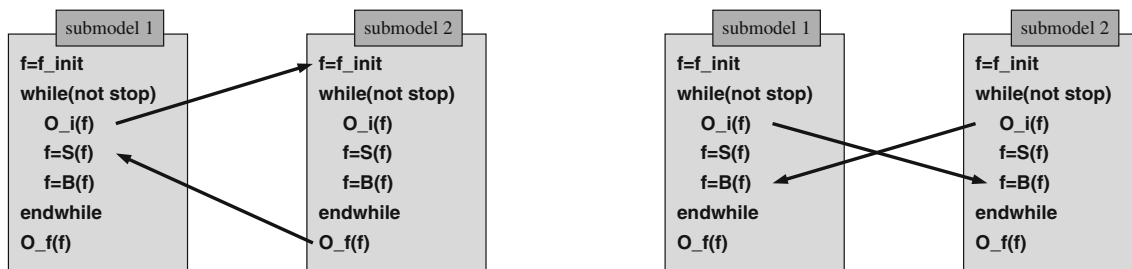 submodel 1
f=f_init
while(not stop)
O_i(f)
f=S(f)
f=B(f)
endwhile
O_f(f)
submodel 2
f=f_init
while(not stop)
O_i(f)
f=S(f)
f=B(f)
endwhile
O_f(f)
submodel 1
f=f_init
while(not stop)
O_i(f)
f=S(f)
f=B(f)
endwhile
O_f(f)
submodel 2
f=f_init
while(not stop)
O_i(f)
f=S(f)
f=B(f)
endwhile
O_f(f)